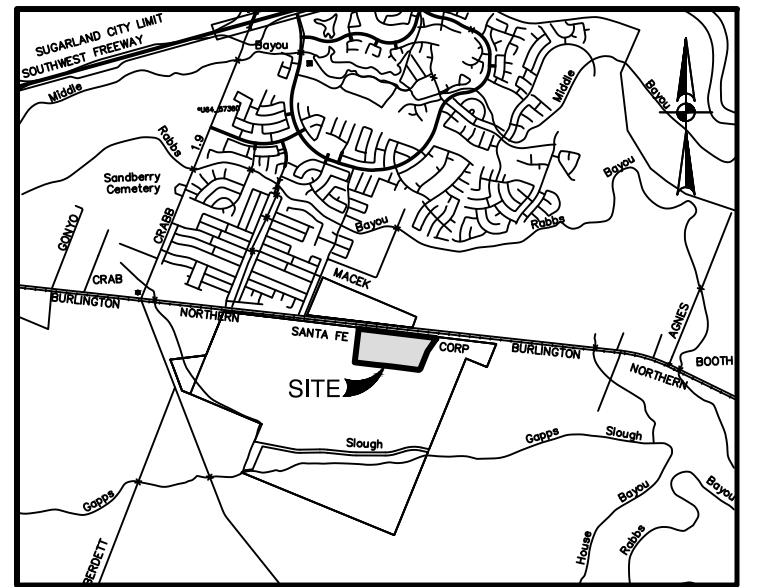 SUGARLAND CITY LIMIT
SOUTHWEST FREEWAY
Bayou
Middle
Middle
Bayou
1.9
Rabbs
Sandberry
Cemetery
Bayou
Rabbs
GONYO
CRABB
Bayou
CRAB
MACEK
AGNES
BURLINGTON
NORTHERN
SANTA FE
CORP
BURLINGTON
NORTHERN
BOOTH
SITE
Slough
Gapps
Slough
Gapps
Bayou
Bayou
House
Rabbs
BERDETT